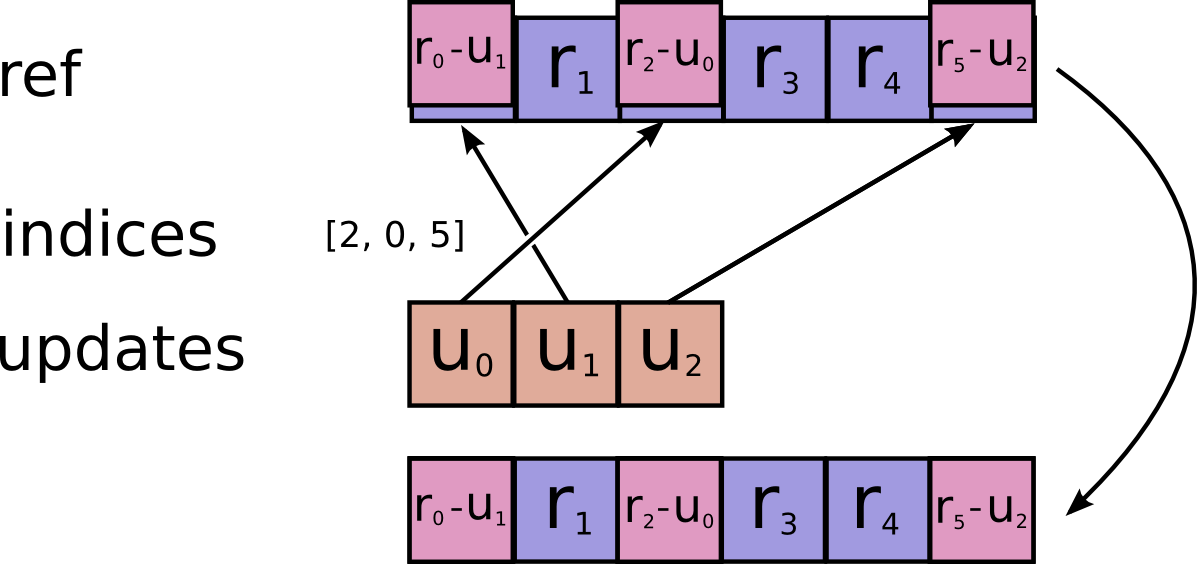 ref r₀-u₁ r₁ r₂-u₀ r₃ r₄ r₅-u₂
indices [2, 0, 5]
updates u₀ u₁ u₂
r₀-u₁ r₁ r₂-u₀ r₃ r₄ r₅-u₂